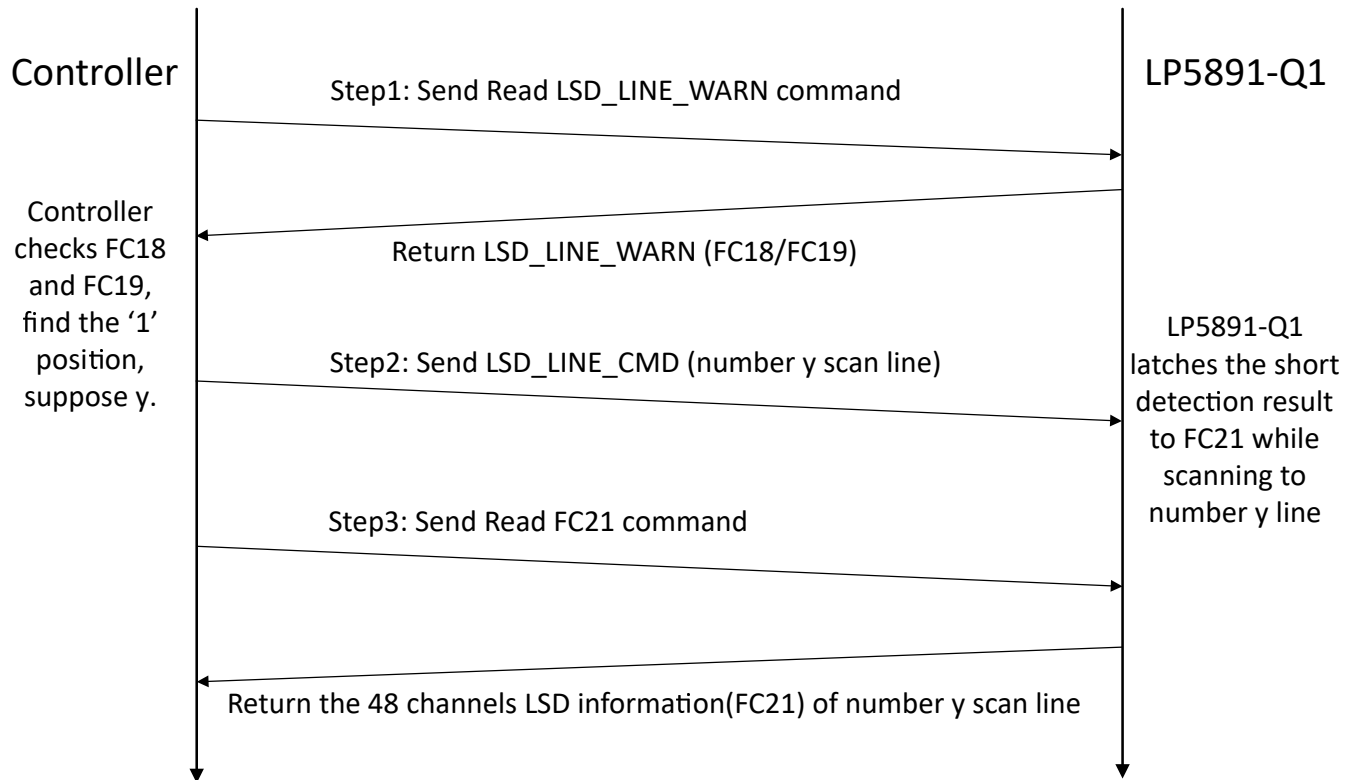 Controller
LP5891-Q1
Step1: Send Read LSD_LINE_WARN command
Return LSD_LINE_WARN (FC18/FC19)
Controller
checks FC18
and FC19,
find the ‘1’
position,
suppose y.
Step2: Send LSD_LINE_CMD (number y scan line)
LP5891-Q1
latches the short
detection result
to FC21 while
scanning to
number y line
Step3: Send Read FC21 command
Return the 48 channels LSD information(FC21) of number y scan line